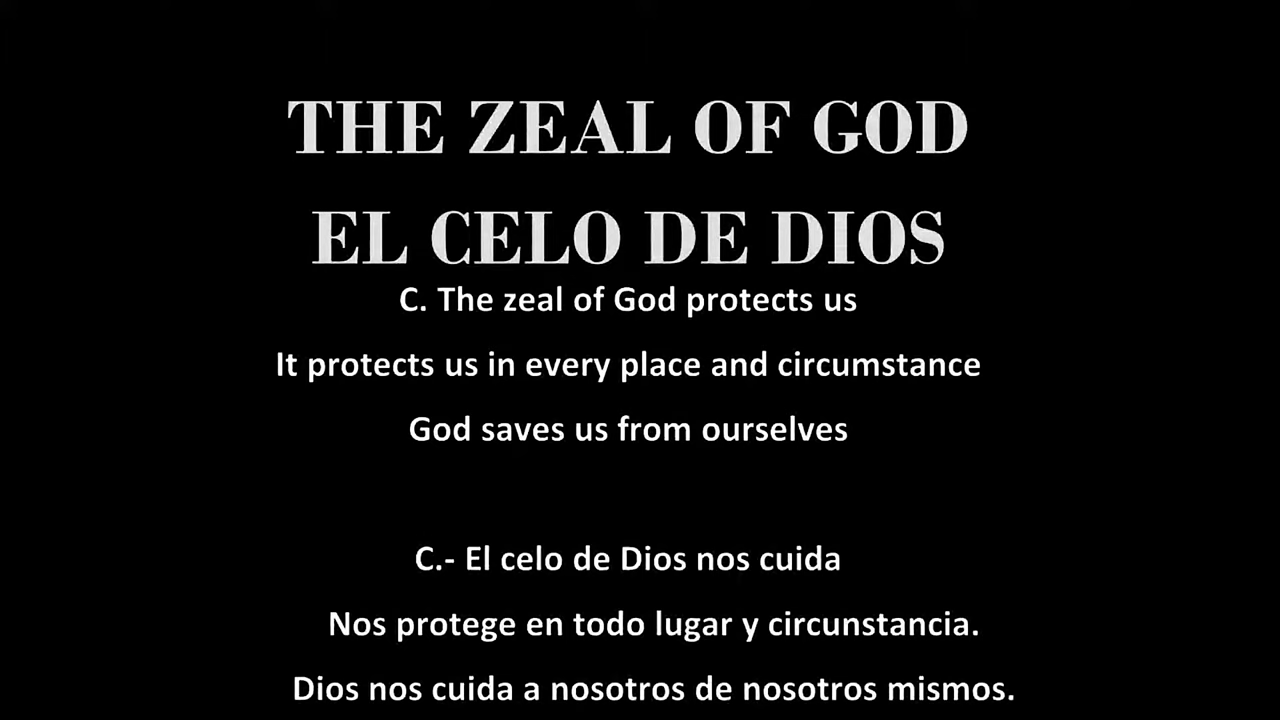 THE ZEAL OF GOD
EL CELO DE DIOS
C. The zeal of God protects us
It protects us in every place and circumstance
God saves us from ourselves
C.- El celo de Dios nos cuida
Nos protege en todo lugar y circunstancia.
Dios nos cuida a nosotros de nosotros mismos.